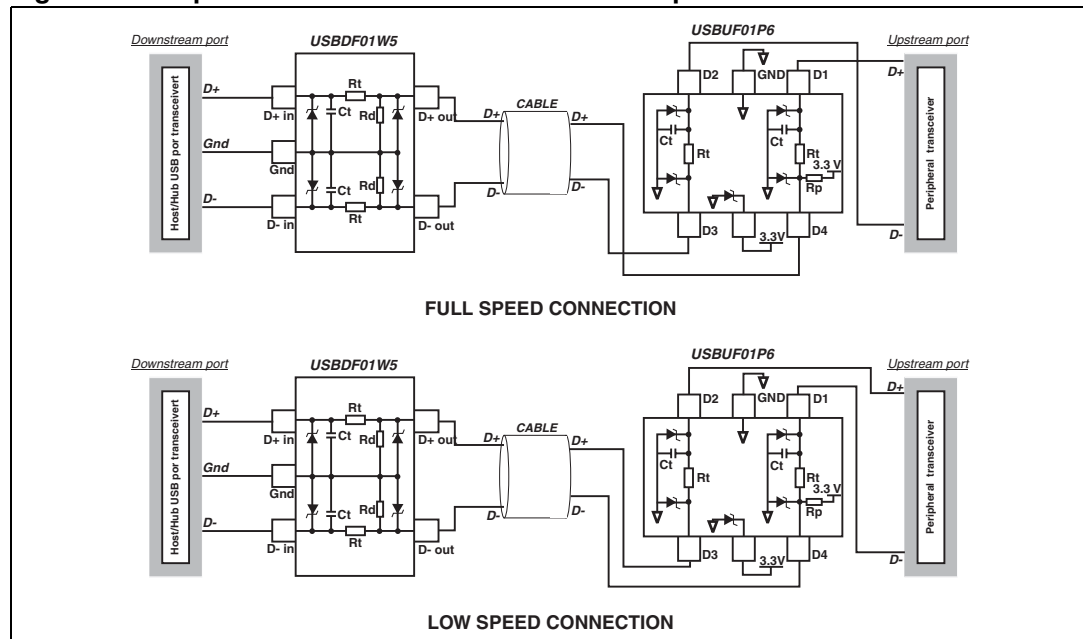 Downstream port
USBDF01W5
USBUF01P6
Upstream port
Host/Hub USB por transceivert
D+
Gnd
D-
D+ in
Gnd
D- in
Rt
Ct
Rd
Rd
Ct
Rt
D+ out
D- out
CABLE
D+
D-
D+
D-
D2
GND
D1
Ct
Rt
Ct
Rt
3.3 V
Rp
D3
3.3V
D4
D+
D-
Peripheral transceiver
FULL SPEED CONNECTION
Downstream port
USBDF01W5
USBUF01P6
Upstream port
Host/Hub USB por transceivert
D+
Gnd
D-
D+ in
Gnd
D- in
Rt
Ct
Rd
Rd
Ct
Rt
D+ out
D- out
CABLE
D+
D-
D+
D-
D2
GND
D1
Ct
Rt
Ct
Rt
3.3 V
Rp
D3
3.3V
D4
D+
D-
Peripheral transceiver
LOW SPEED CONNECTION